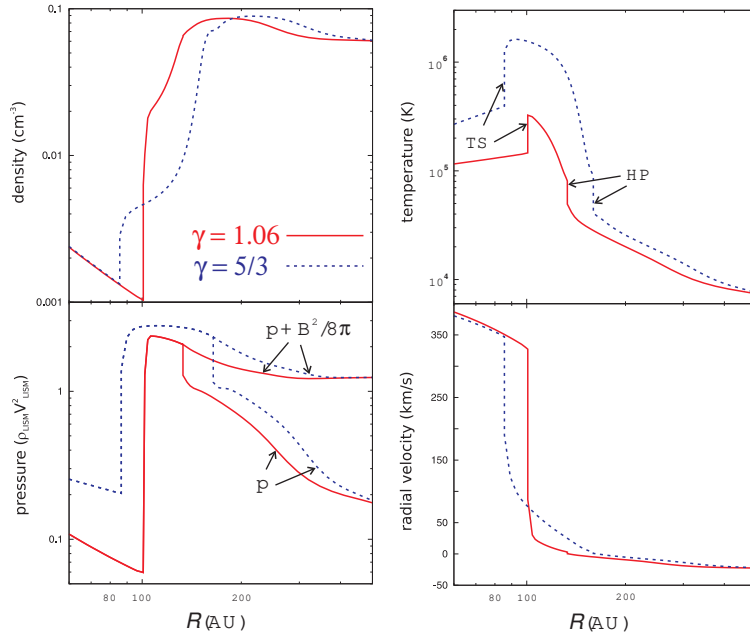 0.1
0.01
0.001
density (cm⁻³)
γ = 1.06
γ = 5/3
10⁶
10⁵
10⁴
temperature (K)
TS
HP
1
0.1
pressure (ρLISM V²LISM)
p + B²/8π
p
80
100
200
R (AU)
350
250
150
50
0
-50
radial velocity (km/s)
80
100
200
R (AU)